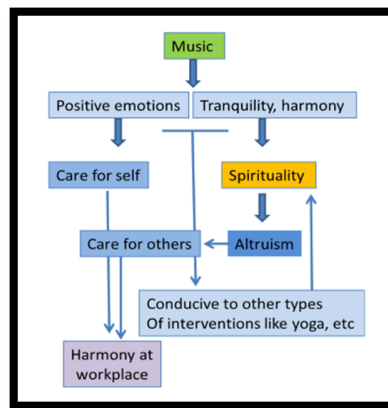 Music
Positive emotions
Tranquility, harmony
Care for self
Spirituality
Care for others
Altruism
Conducive to other types
Of interventions like yoga, etc
Harmony at
workplace